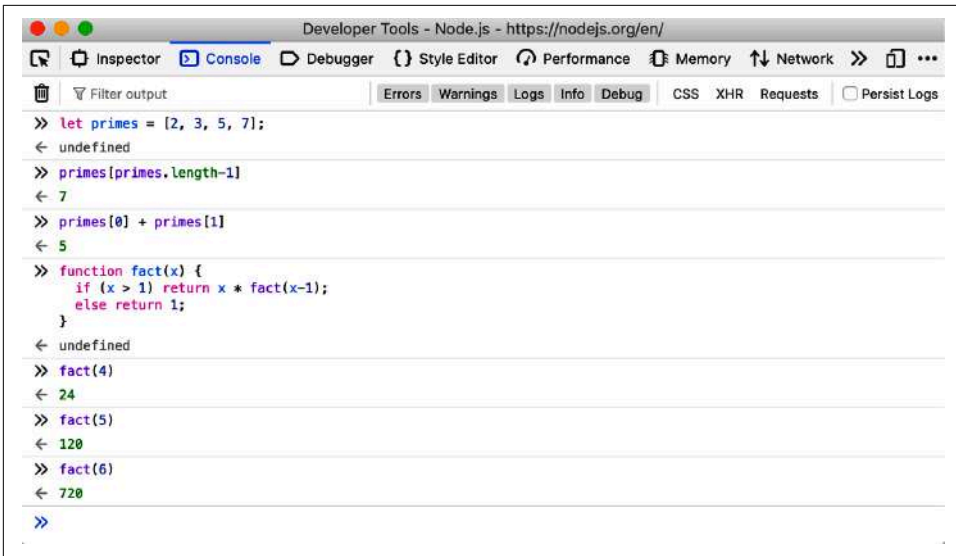 Developer Tools - Node.js - https://nodejs.org/en/
Inspector Console Debugger {} Style Editor Performance Memory Network >> •••
Filter output Errors Warnings Logs Info Debug CSS XHR Requests Persist Logs
>> let primes = [2, 3, 5, 7];
← undefined
>> primes[primes.length-1]
← 7
>> primes[0] + primes[1]
← 5
>> function fact(x) {
if (x > 1) return x * fact(x-1);
else return 1;
}
← undefined
>> fact(4)
← 24
>> fact(5)
← 120
>> fact(6)
← 720
>>